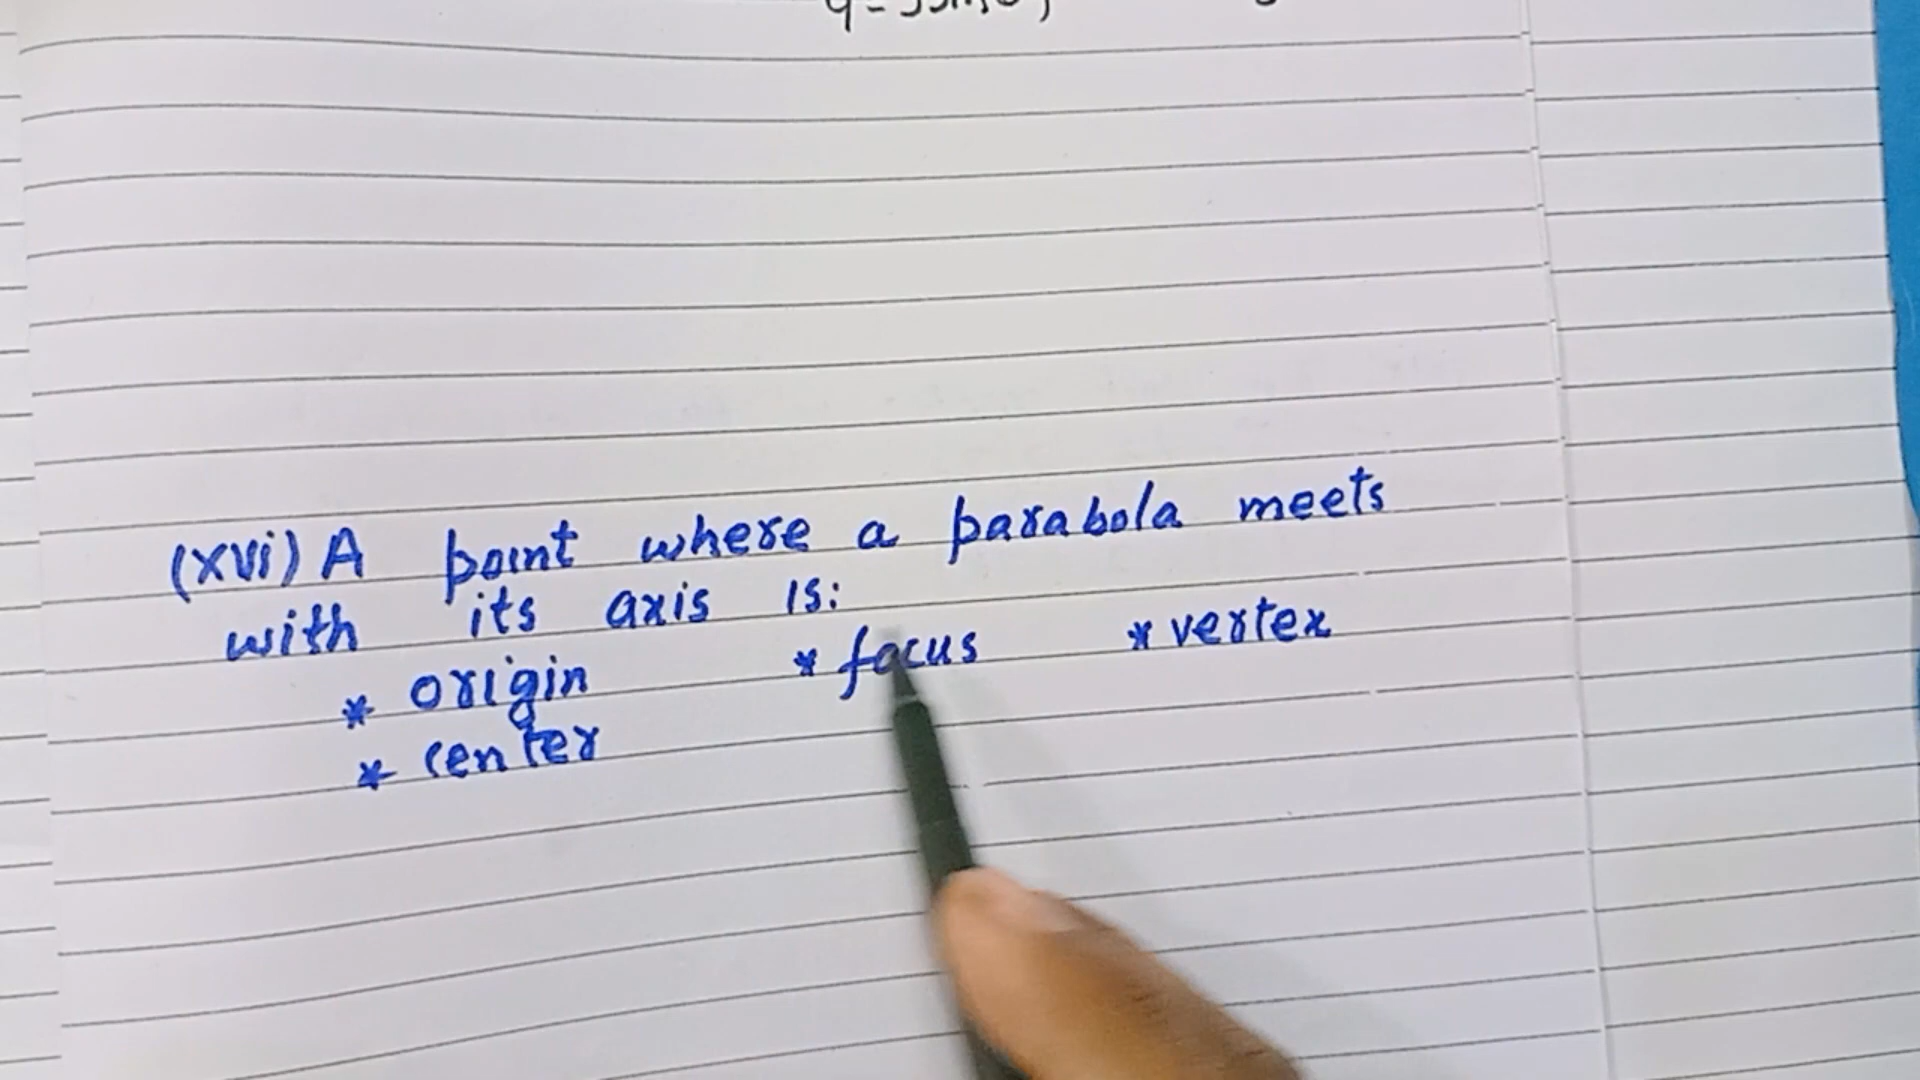 (xvi) A point where a parabola meets
with its axis is:
* origin * focus * vertex
* center